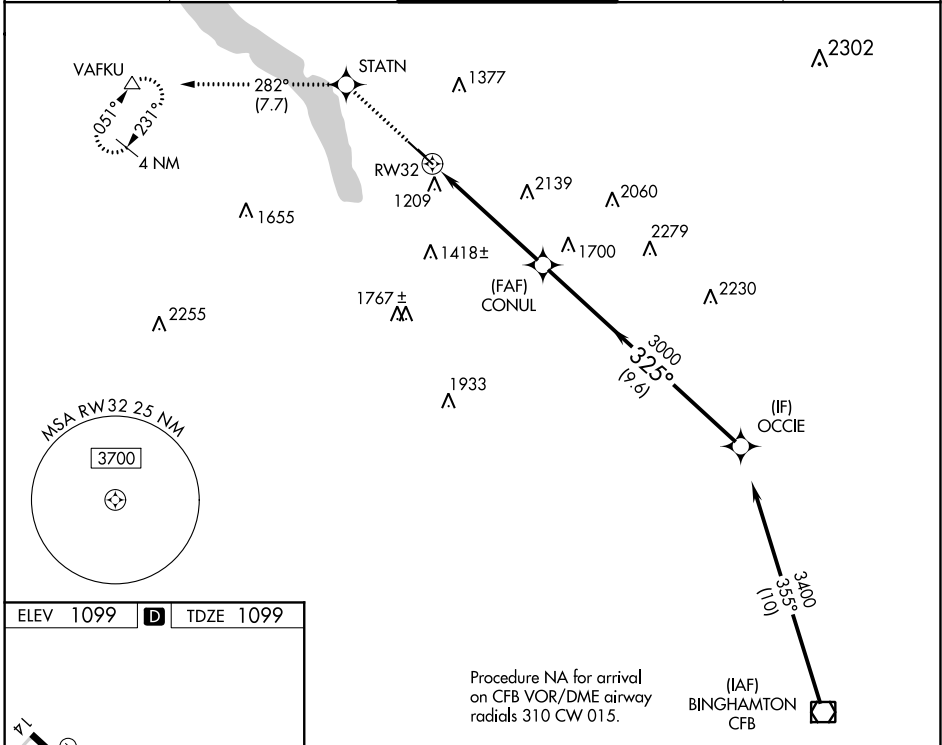 2302
STATN
VAFKU
1377
282°
(7.7)
051°
231°
4 NM
RW32
1209
2139
2060
1655
1418±
1700
2279
(FAF)
CONUL
2230
1767±
2255
3000
325°
(9.6)
1933
(IF)
OCCIE
MSA RW32 25 NM
3700
3400
355°
(10)
ELEV 1099 D TDZE 1099
Procedure NA for arrival
on CFB VOR/DME airway
radials 310 CW 015.
(IAF)
BINGHAMTON
CFB
14